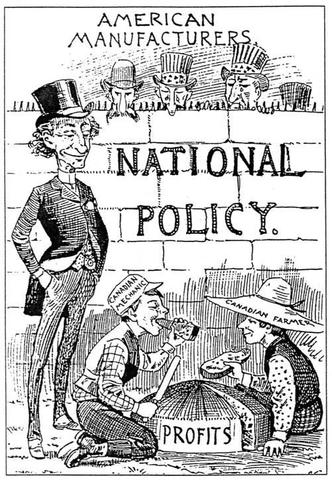 AMERICAN
MANUFACTURERS
NATIONAL
POLICY.
CANADIAN
MECHANIC
CANADIAN FARMER
PROFITS